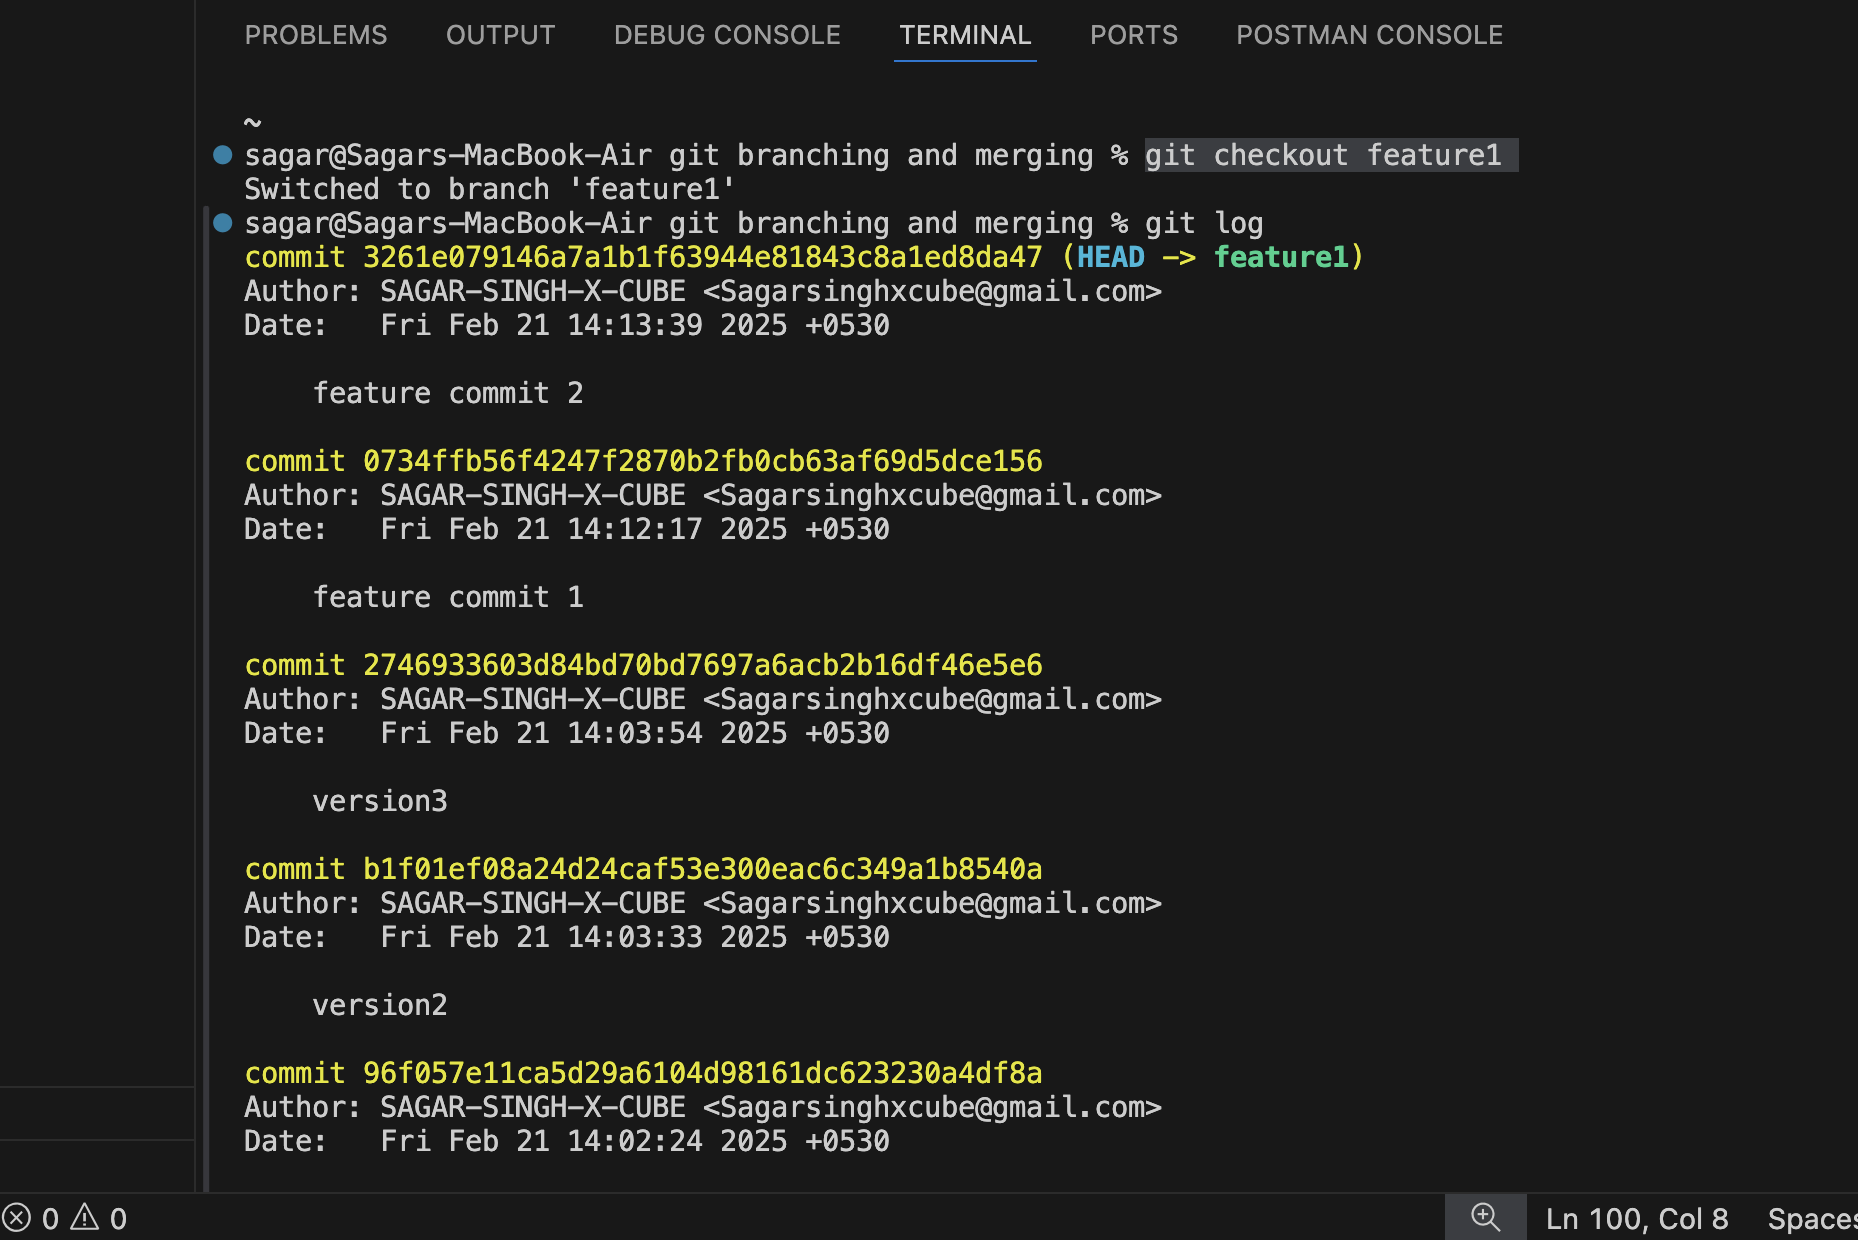 PROBLEMS OUTPUT DEBUG CONSOLE TERMINAL PORTS POSTMAN CONSOLE
~
sagar@Sagars-MacBook-Air git branching and merging % git checkout feature1
Switched to branch 'feature1'
sagar@Sagars-MacBook-Air git branching and merging % git log
commit 3261e079146a7a1b1f63944e81843c8a1ed8da47 (HEAD -> feature1)
Author: SAGAR-SINGH-X-CUBE <Sagarsinghxcube@gmail.com>
Date:   Fri Feb 21 14:13:39 2025 +0530
feature commit 2
commit 0734ffb56f4247f2870b2fb0cb63af69d5dce156
Author: SAGAR-SINGH-X-CUBE <Sagarsinghxcube@gmail.com>
Date:   Fri Feb 21 14:12:17 2025 +0530
feature commit 1
commit 2746933603d84bd70bd7697a6acb2b16df46e5e6
Author: SAGAR-SINGH-X-CUBE <Sagarsinghxcube@gmail.com>
Date:   Fri Feb 21 14:03:54 2025 +0530
version3
commit b1f01ef08a24d24caf53e300eac6c349a1b8540a
Author: SAGAR-SINGH-X-CUBE <Sagarsinghxcube@gmail.com>
Date:   Fri Feb 21 14:03:33 2025 +0530
version2
commit 96f057e11ca5d29a6104d98161dc623230a4df8a
Author: SAGAR-SINGH-X-CUBE <Sagarsinghxcube@gmail.com>
Date:   Fri Feb 21 14:02:24 2025 +0530
0 0 Ln 100, Col 8 Spaces